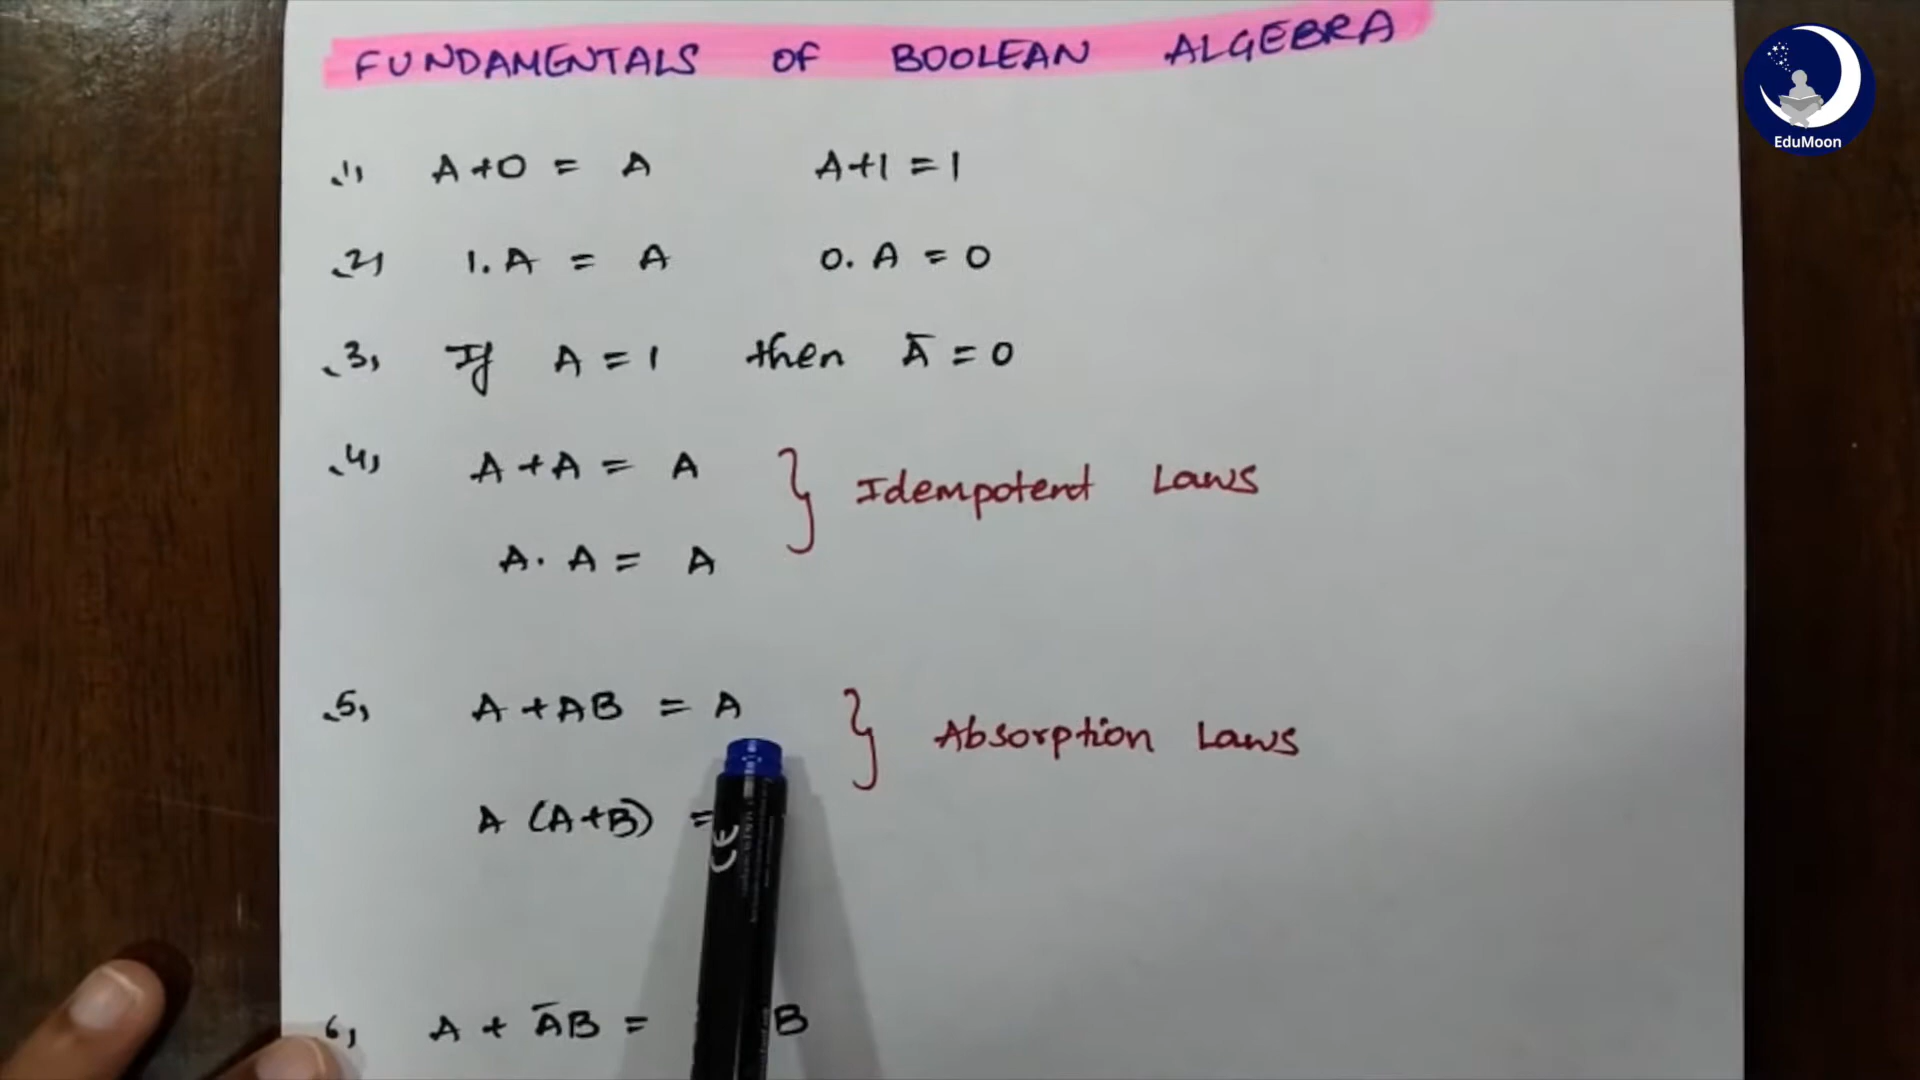 FUNDAMENTALS OF BOOLEAN ALGEBRA
EduMoon
1) A+0 = A A+1 = 1
2) 1.A = A 0.A = 0
3) If A = 1 then Ā = 0
4) A + A = A
Idempotent Laws
A.A = A
5) A + AB = A
Absorption Laws
A (A+B) =
CE
6) A + ĀB = B